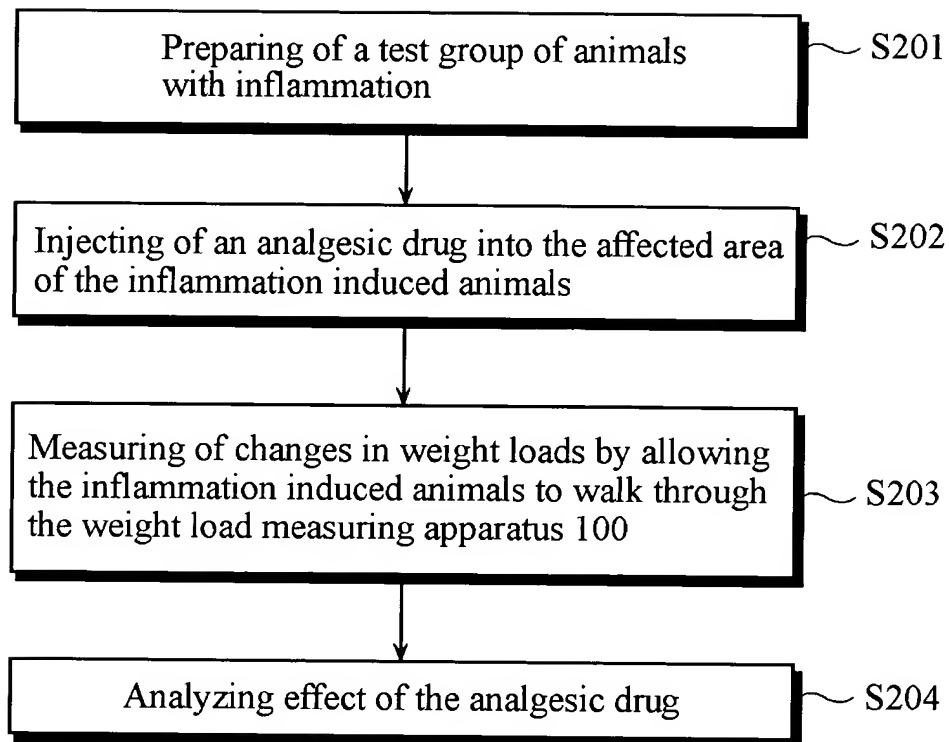 Preparing of a test group of animals
with inflammation
S201
Injecting of an analgesic drug into the affected area
of the inflammation induced animals
S202
Measuring of changes in weight loads by allowing
the inflammation induced animals to walk through
the weight load measuring apparatus 100
S203
Analyzing effect of the analgesic drug
S204